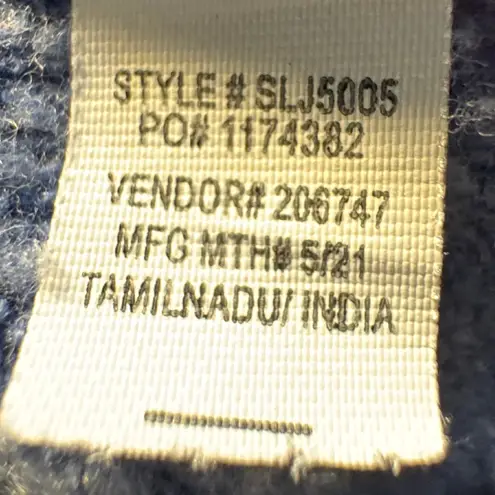 STYLE # SLJ5005
PO# 1174382
VENDOR# 206747
MFG MTH# 5/21
TAMILNADU/ INDIA